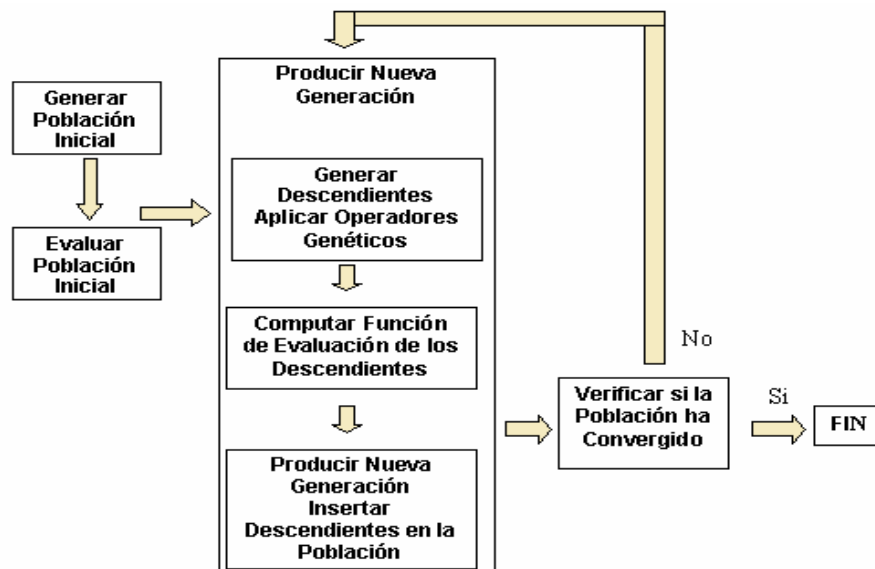 Generar
Población
Inicial
Evaluar
Población
Inicial
Producir Nueva
Generación
Generar
Descendientes
Aplicar Operadores
Genéticos
Computar Función
de Evaluación de los
Descendientes
Producir Nueva
Generación
Insertar
Descendientes en la
Población
No
Verificar si la
Población ha
Convergido
Si
FIN